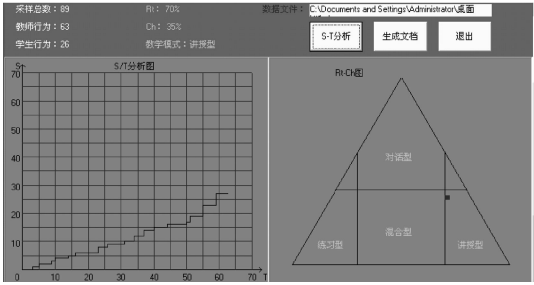 采样总数：89 Rt： 70% 数据文件： C:\Documents and Settings\Administrator\桌面
教师行为：63 Ch： 35%
学生行为：26 教学模式：讲授型
S-T分析 生成文档 退出
S/T分析图
S
70
60
50
40
30
20
10
0 10 20 30 40 50 60 70 T
Rt-Ch图
对话型
练习型 混合型 讲授型